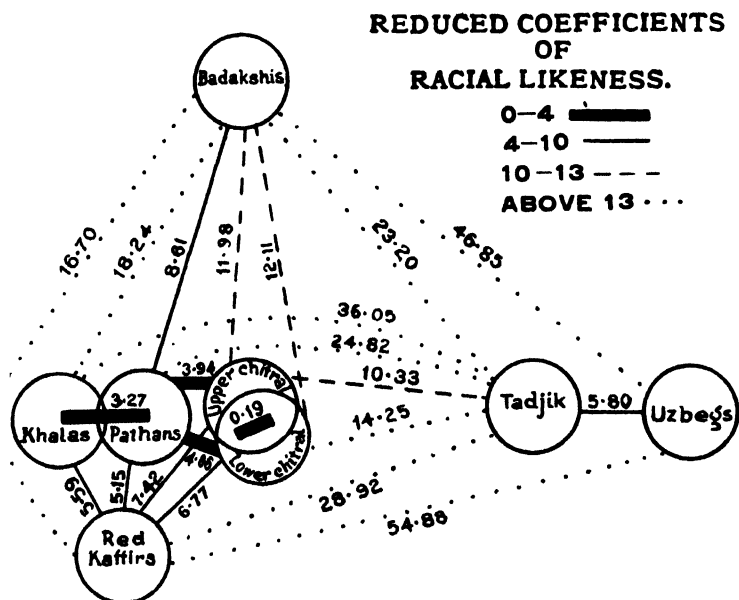 REDUCED COEFFICIENTS
OF
RACIAL LIKENESS.
0–4
4–10
10–13
ABOVE 13
Badakshis
16·70
18·24
8·61
11·98
12·11
23·20
46·85
36·05
24·82
10·33
3·94
Upper chitral
3·27
Khalas
Pathans
0·19
Lower chitral
4·86
Tadjik
5·80
Uzbegs
14·25
5·59
5·15
7·42
6·77
28·92
54·88
Red
Kaffirs